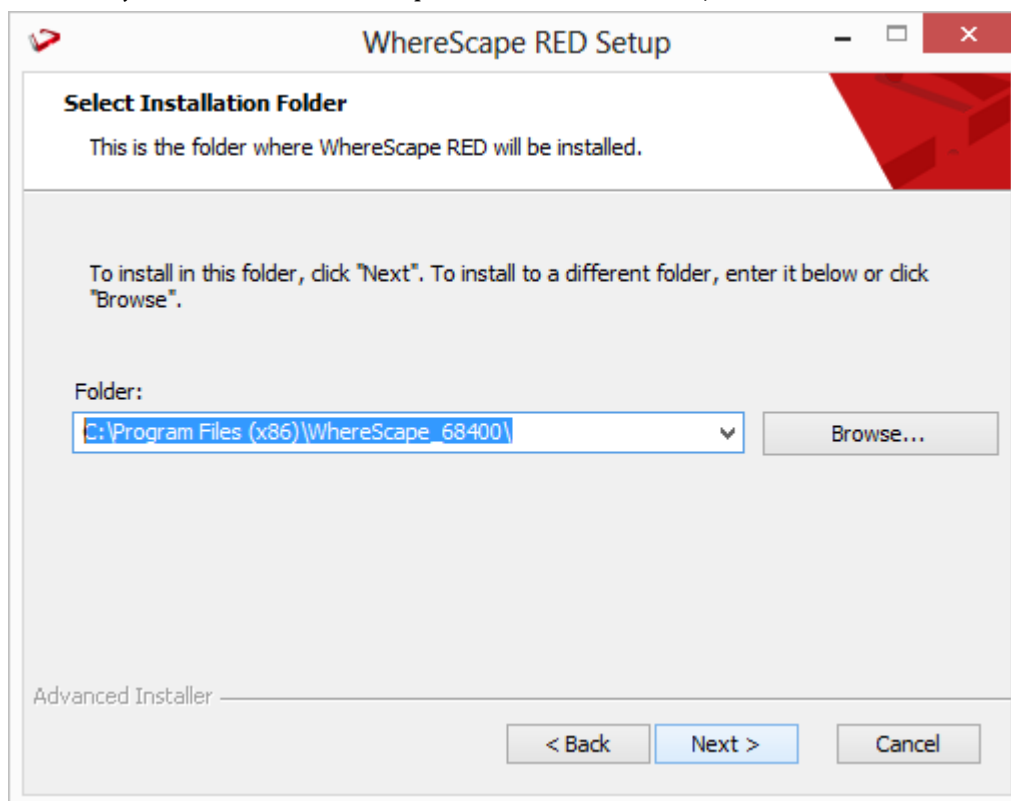 WhereScape RED Setup
Select Installation Folder
This is the folder where WhereScape RED will be installed.
To install in this folder, click "Next". To install to a different folder, enter it below or click
"Browse".
Folder:
C:\Program Files (x86)\WhereScape_68400\
Browse...
Advanced Installer
< Back Next > Cancel